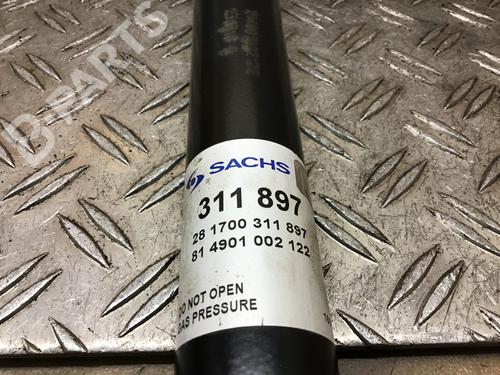 B-PARTS
SACHS
311 897
28 1700 311 897
81 4901 002 122
DO NOT OPEN
GAS PRESSURE